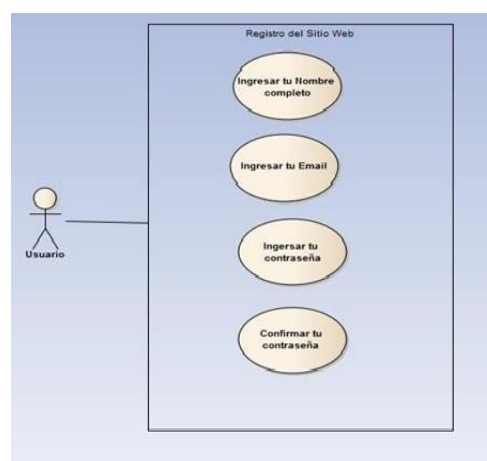 Registro del Sitio Web
Ingresar tu Nombre
completo
Ingresar tu Email
Usuario
Ingersar tu
contraseña
Confirmar tu
contraseña